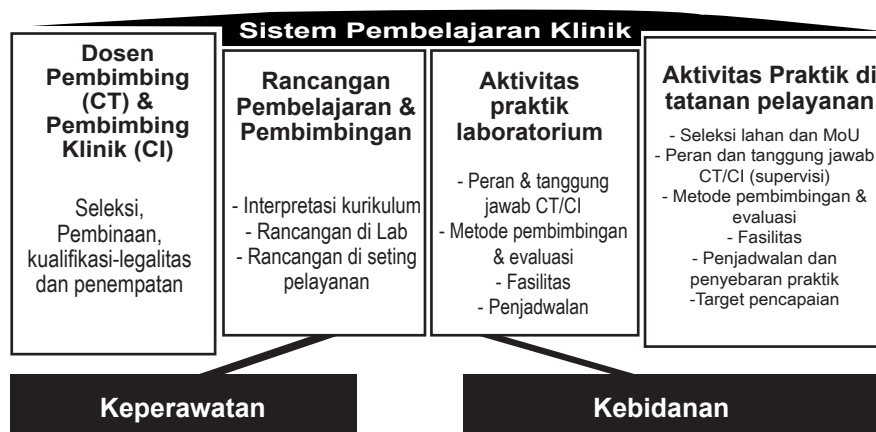 Sistem Pembelajaran Klinik
Dosen
Pembimbing
(CT) &
Pembimbing
Klinik (CI)
Seleksi,
Pembinaan,
kualifikasi-legalitas
dan penempatan
Rancangan
Pembelajaran &
Pembimbingan
- Interpretasi kurikulum
- Rancangan di Lab
- Rancangan di seting
pelayanan
Aktivitas
praktik
laboratorium
- Peran & tanggung
jawab CT/CI
- Metode pembimbingan
& evaluasi
- Fasilitas
- Penjadwalan
Aktivitas Praktik di
tatanan pelayanan
- Seleksi lahan dan MoU
- Peran dan tanggung jawab
CT/CI (supervisi)
- Metode pembimbingan &
evaluasi
- Fasilitas
- Penjadwalan dan
penyebaran praktik
-Target pencapaian
Keperawatan
Kebidanan